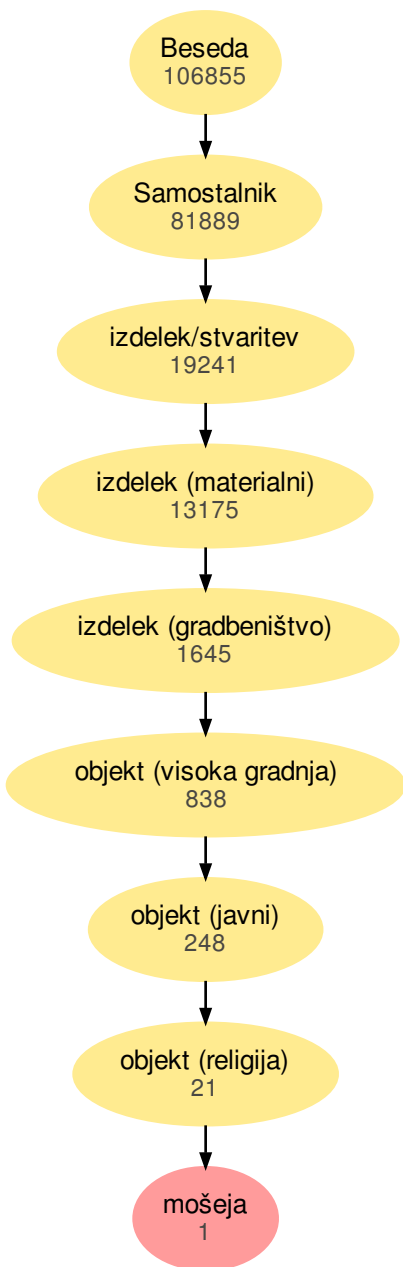 Beseda
106855
Samostalnik
81889
izdelek/stvaritev
19241
izdelek (materialni)
13175
izdelek (gradbeništvo)
1645
objekt (visoka gradnja)
838
objekt (javni)
248
objekt (religija)
21
mošeja
1